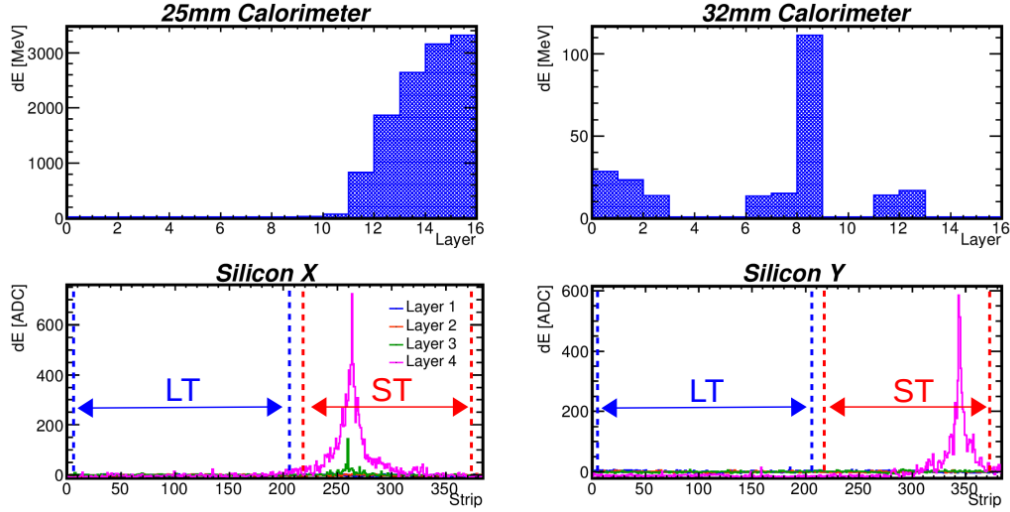 25mm Calorimeter
dE [MeV]
3000
2000
1000
0
0 2 4 6 8 10 12 14 16
Layer
32mm Calorimeter
dE [MeV]
100
50
0
0 2 4 6 8 10 12 14 16
Layer
Silicon X
dE [ADC]
600
400
200
0
LT
ST
Layer 1
Layer 2
Layer 3
Layer 4
0 50 100 150 200 250 300 350
Strip
Silicon Y
dE [ADC]
600
400
200
0
LT
ST
0 50 100 150 200 250 300 350
Strip